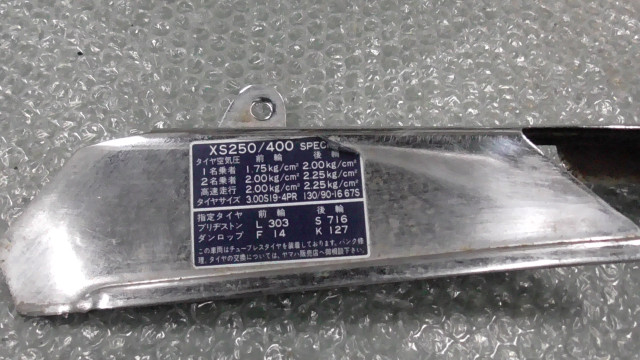 XS250/400 SPEC
タイヤ空気圧 前輪 後輪
1名乗者 1.75kg/cm² 2.00kg/cm²
2名乗者 2.00kg/cm² 2.25kg/cm²
高速走行 2.00kg/cm² 2.25kg/cm²
タイヤサイズ 3.00S19-4PR 130/90-16 67S
指定タイヤ 前輪 後輪
ブリヂストン L 303 S 716
ダンロップ F 14 K 127
この車両はチューブレスタイヤを装着しております。パンク修
理、タイヤの交換については、ヤマハ販売店へ御相談下さい。